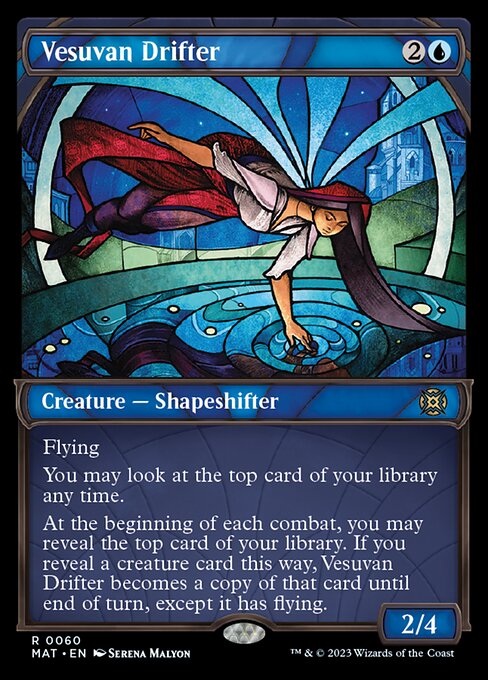 Vesuvan Drifter 2
Creature — Shapeshifter
Flying
You may look at the top card of your library
any time.
At the beginning of each combat, you may
reveal the top card of your library. If you
reveal a creature card this way, Vesuvan
Drifter becomes a copy of that card until
end of turn, except it has flying.
2/4
R 0060
MAT • EN Serena Malyon
™ & © 2023 Wizards of the Coast